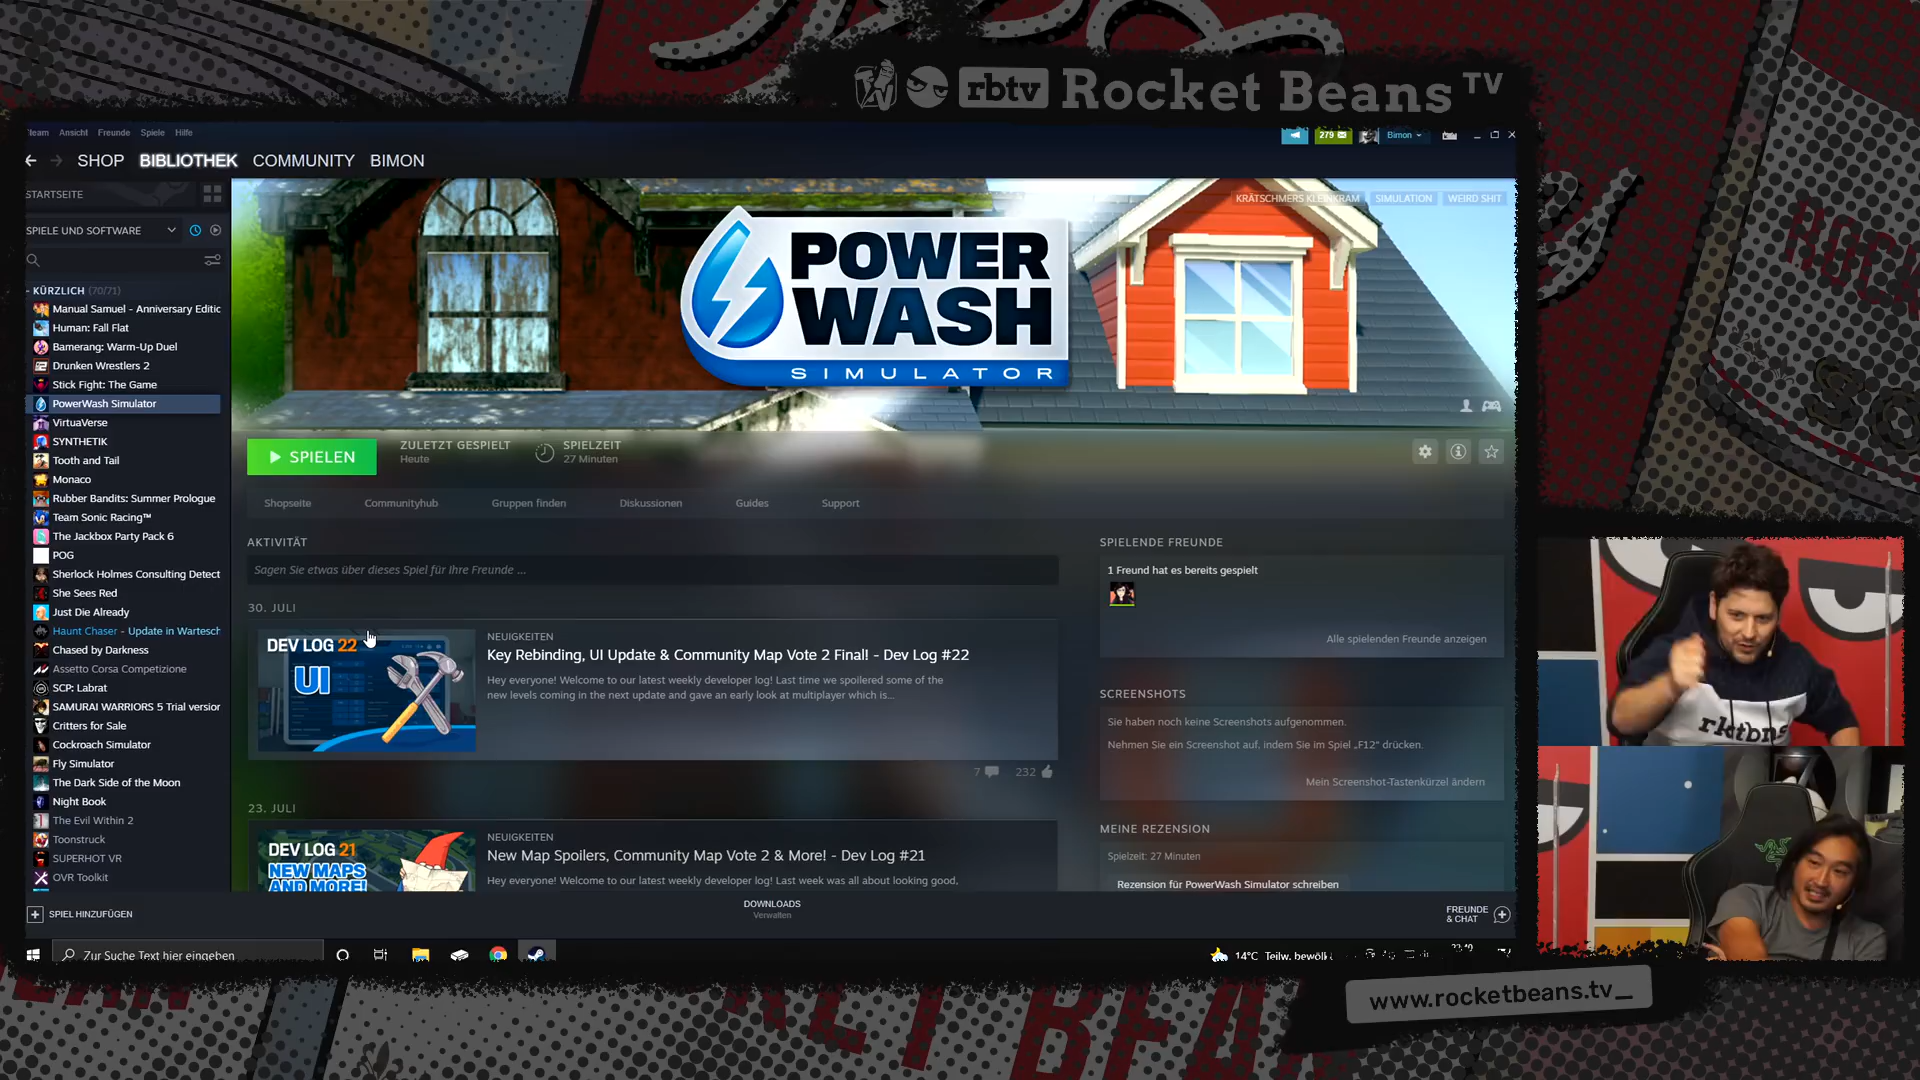 rbtv Rocket Beans TV
Ansicht Freunde Spiele Hilfe
279 Bimon
SHOP BIBLIOTHEK COMMUNITY BIMON
STARTSEITE
SPIELE UND SOFTWARE
- KÜRZLICH (70/71)
Manual Samuel - Anniversary Editic
Human: Fall Flat
Bamerang: Warm-Up Duel
Drunken Wrestlers 2
Stick Fight: The Game
PowerWash Simulator
VirtuaVerse
SYNTHETIK
Tooth and Tail
Monaco
Rubber Bandits: Summer Prologue
Team Sonic Racing™
The Jackbox Party Pack 6
POG
Sherlock Holmes Consulting Detect
She Sees Red
Just Die Already
Haunt Chaser - Update in Wartesch
Chased by Darkness
Assetto Corsa Competizione
SCP: Labrat
SAMURAI WARRIORS 5 Trial version
Critters for Sale
Cockroach Simulator
Fly Simulator
The Dark Side of the Moon
Night Book
The Evil Within 2
Toonstruck
SUPERHOT VR
OVR Toolkit
SPIEL HINZUFÜGEN
KRÄTSCHMERS KLEINKRAM SIMULATION WEIRD SHIT
POWER
WASH
SIMULATOR
SPIELEN
ZULETZT GESPIELT
Heute
SPIELZEIT
27 Minuten
Shopseite Communityhub Gruppen finden Diskussionen Guides Support
AKTIVITÄT
Sagen Sie etwas über dieses Spiel für Ihre Freunde ...
30. JULI
DEV LOG 22
UI
NEUIGKEITEN
Key Rebinding, UI Update & Community Map Vote 2 Final! - Dev Log #22
Hey everyone! Welcome to our latest weekly developer log! Last time we spoilered some of the
new levels coming in the next update and gave an early look at multiplayer which is...
7 232
23. JULI
DEV LOG 21
NEW MAPS
AND MORE!
NEUIGKEITEN
New Map Spoilers, Community Map Vote 2 & More! - Dev Log #21
Hey everyone! Welcome to our latest weekly developer log! Last week was all about looking good,
SPIELENDE FREUNDE
1 Freund hat es bereits gespielt
Alle spielenden Freunde anzeigen
SCREENSHOTS
Sie haben noch keine Screenshots aufgenommen.
Nehmen Sie ein Screenshot auf, indem Sie im Spiel „F12“ drücken.
Mein Screenshot-Tastenkürzel ändern
MEINE REZENSION
Spielzeit: 27 Minuten
Rezension für PowerWash Simulator schreiben
DOWNLOADS
Verwalten
FREUNDE
& CHAT
Zur Suche Text hier eingeben
14°C Teilw. bewölkt
rktbns
www.rocketbeans.tv_